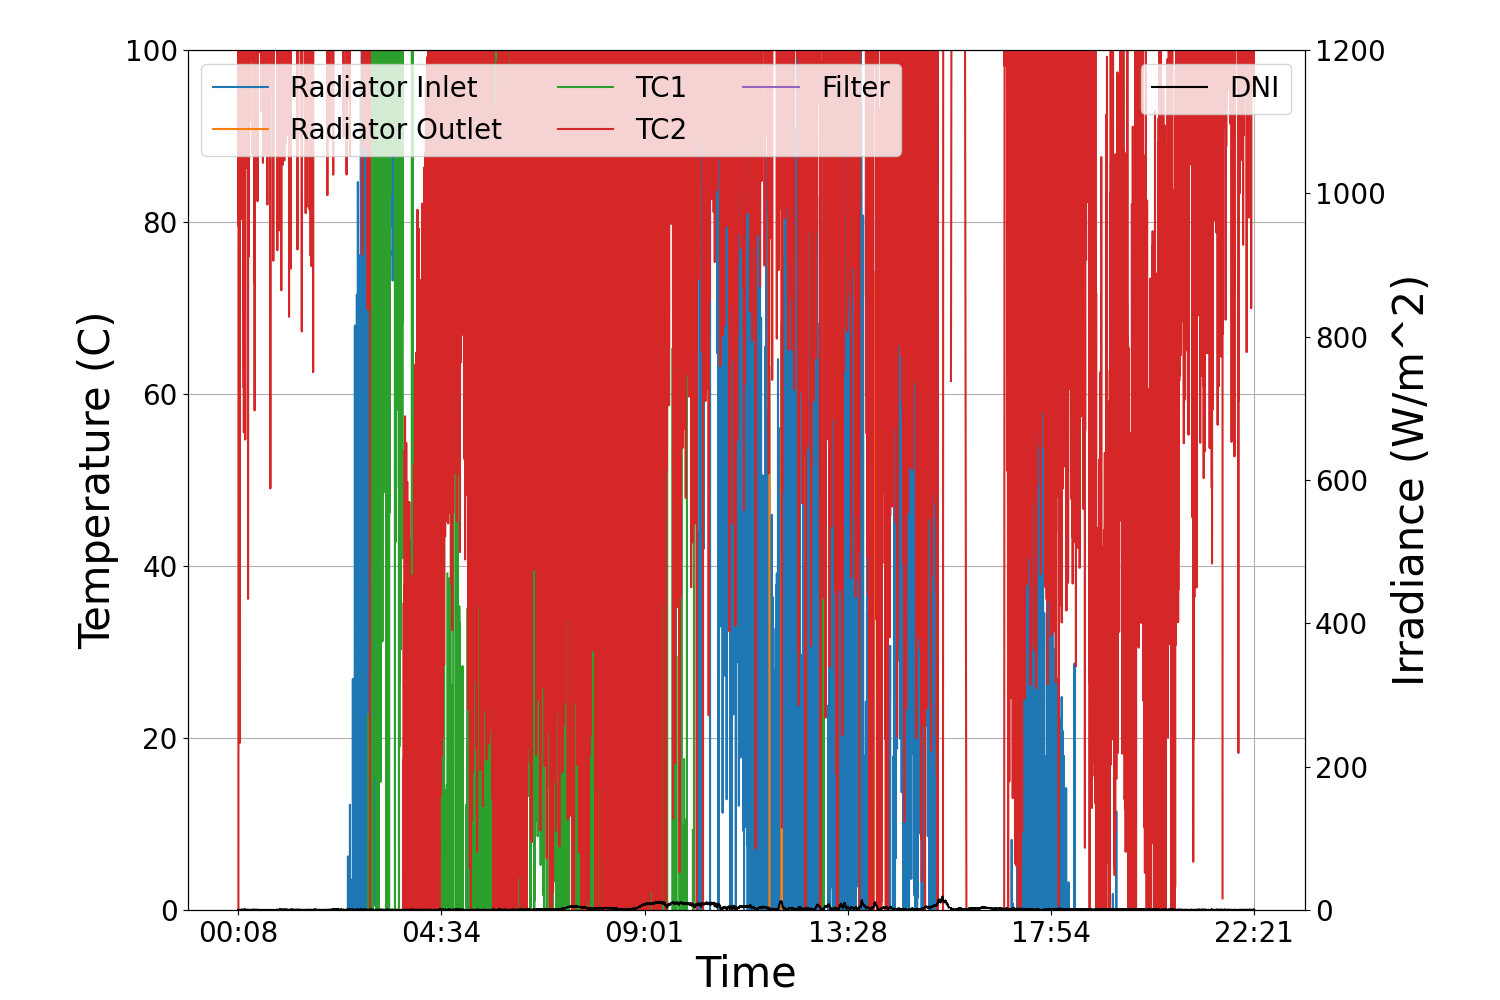 Radiator Inlet
Radiator Outlet
TC1
TC2
Filter
DNI
100
80
60
40
20
0
Temperature (C)
1200
1000
800
600
400
200
0
Irradiance (W/m^2)
00:08 04:34 09:01 13:28 17:54 22:21
Time